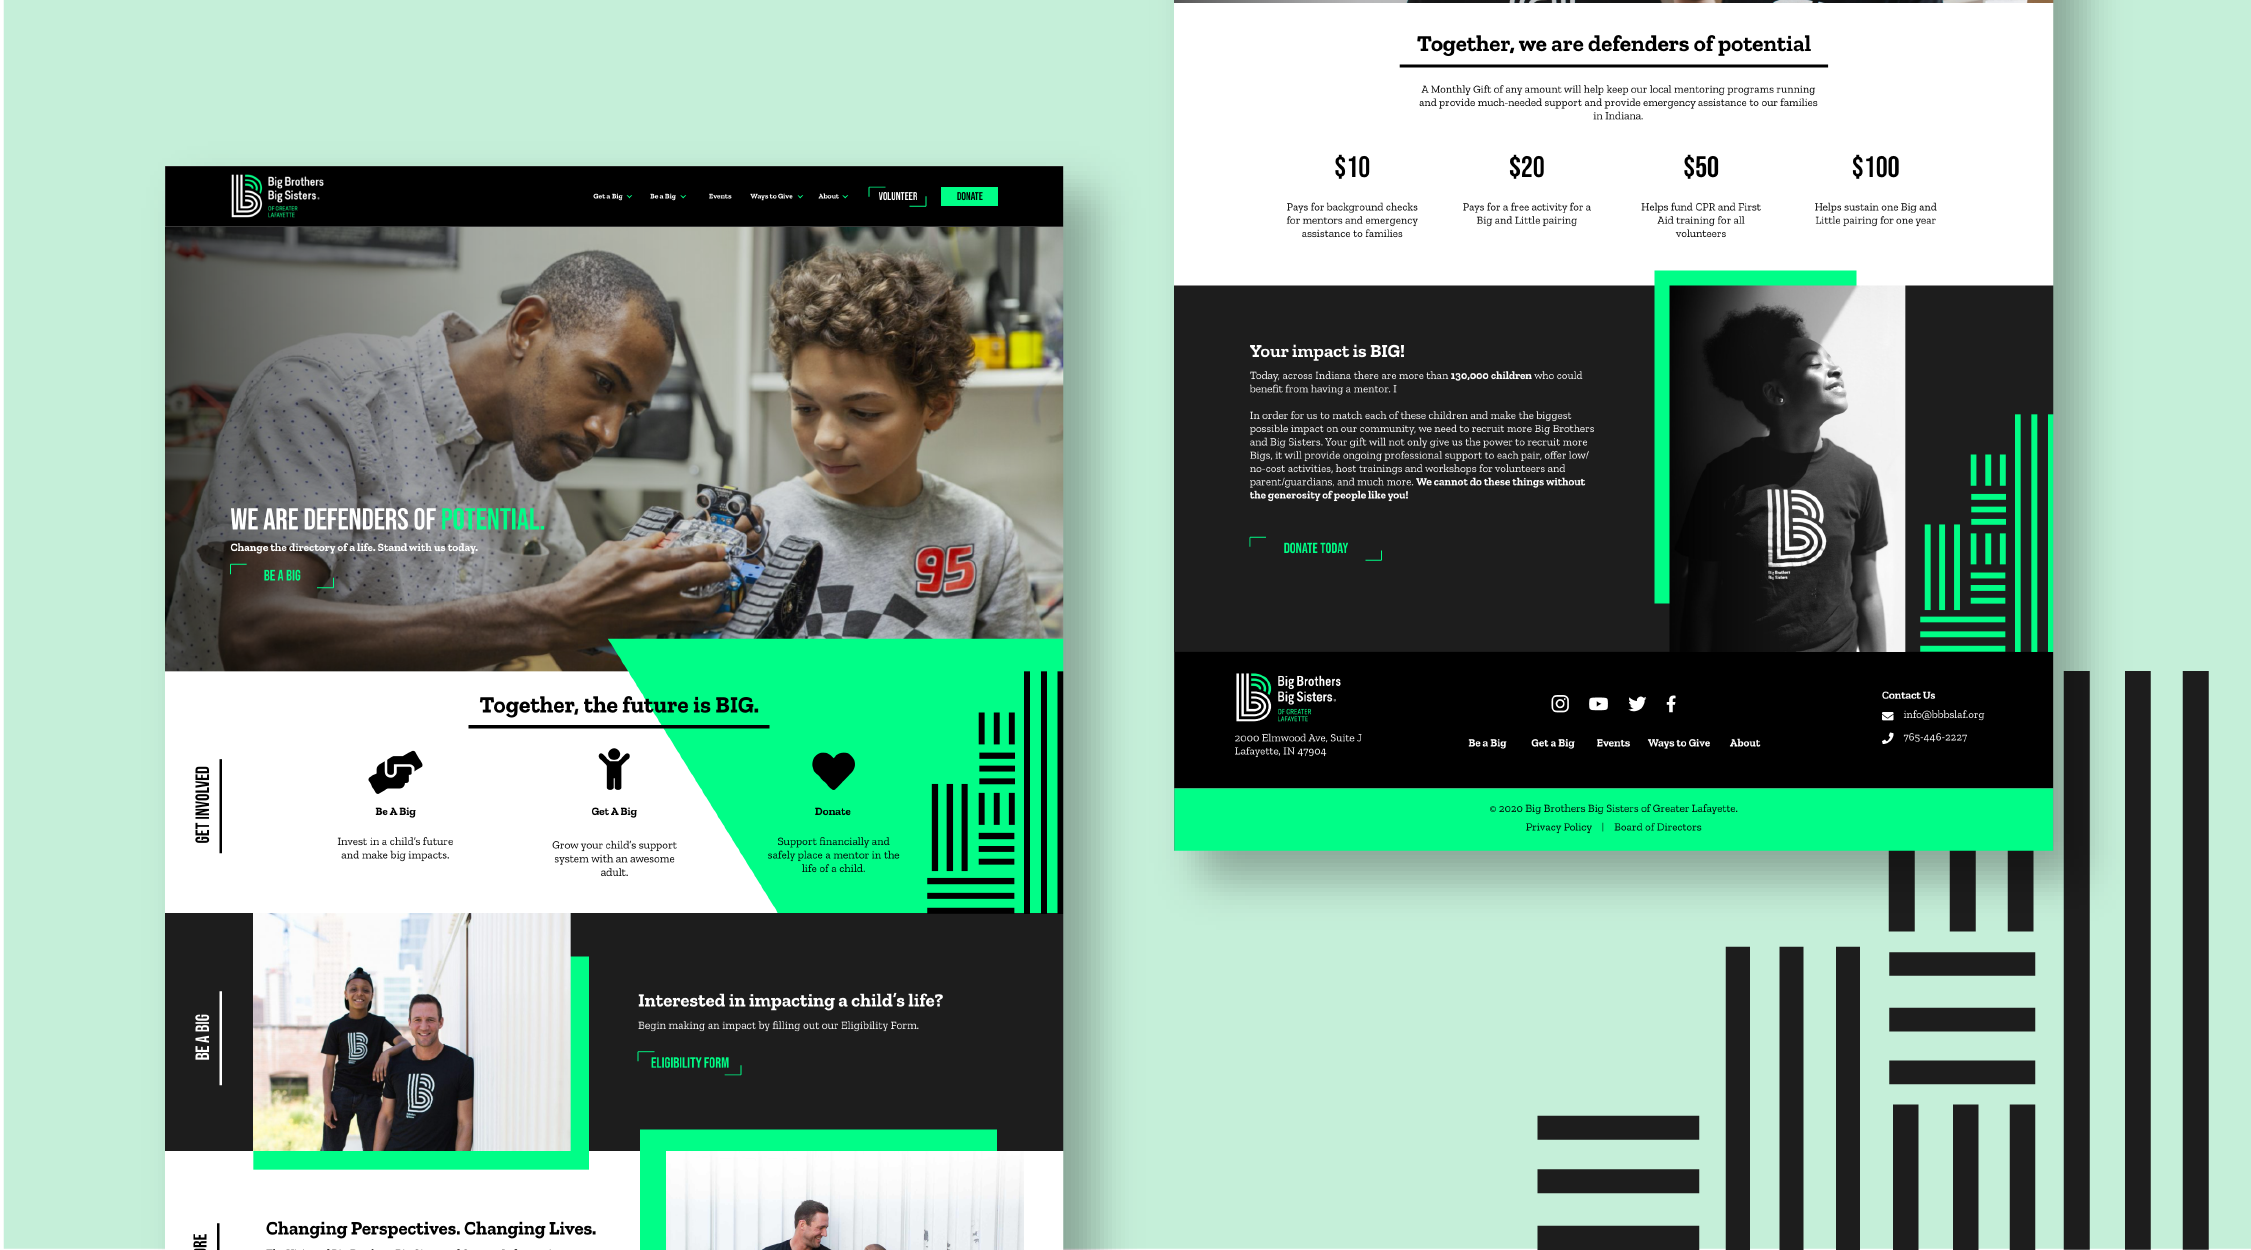 Big Brothers
Big Sisters.
OF GREATER
LAFAYETTE
Get a Big
Be a Big
Events
Ways to Give
About
VOLUNTEER
DONATE
95
WE ARE DEFENDERS OF POTENTIAL.
Change the directory of a life. Stand with us today.
BE A BIG
Together, the future is BIG.
GET INVOLVED
Be A Big
Invest in a child's future
and make big impacts.
Get A Big
Grow your child's support
system with an awesome
adult.
Donate
Support financially and
safely place a mentor in the
life of a child.
BE A BIG
Interested in impacting a child's life?
Begin making an impact by filling out our Eligibility Form.
ELIGIBILITY FORM
Changing Perspectives. Changing Lives.
Together, we are defenders of potential
A Monthly Gift of any amount will help keep our local mentoring programs running
and provide much-needed support and provide emergency assistance to our families
in Indiana.
$10
Pays for background checks
for mentors and emergency
assistance to families
$20
Pays for a free activity for a
Big and Little pairing
$50
Helps fund CPR and First
Aid training for all
volunteers
$100
Helps sustain one Big and
Little pairing for one year
Your impact is BIG!
Today, across Indiana there are more than 130,000 children who could
benefit from having a mentor. I
In order for us to match each of these children and make the biggest
possible impact on our community, we need to recruit more Big Brothers
and Big Sisters. Your gift will not only give us the power to recruit more
Bigs, it will provide ongoing professional support to each pair, offer low/
no-cost activities, host trainings and workshops for volunteers and
parent/guardians, and much more. We cannot do these things without
the generosity of people like you!
DONATE TODAY
Big Brothers
Big Sisters
Big Brothers
Big Sisters.
OF GREATER
LAFAYETTE
2000 Elmwood Ave, Suite J
Lafayette, IN 47904
Be a Big
Get a Big
Events
Ways to Give
About
Contact Us
info@bbbslaf.org
765-446-2227
© 2020 Big Brothers Big Sisters of Greater Lafayette.
Privacy Policy | Board of Directors